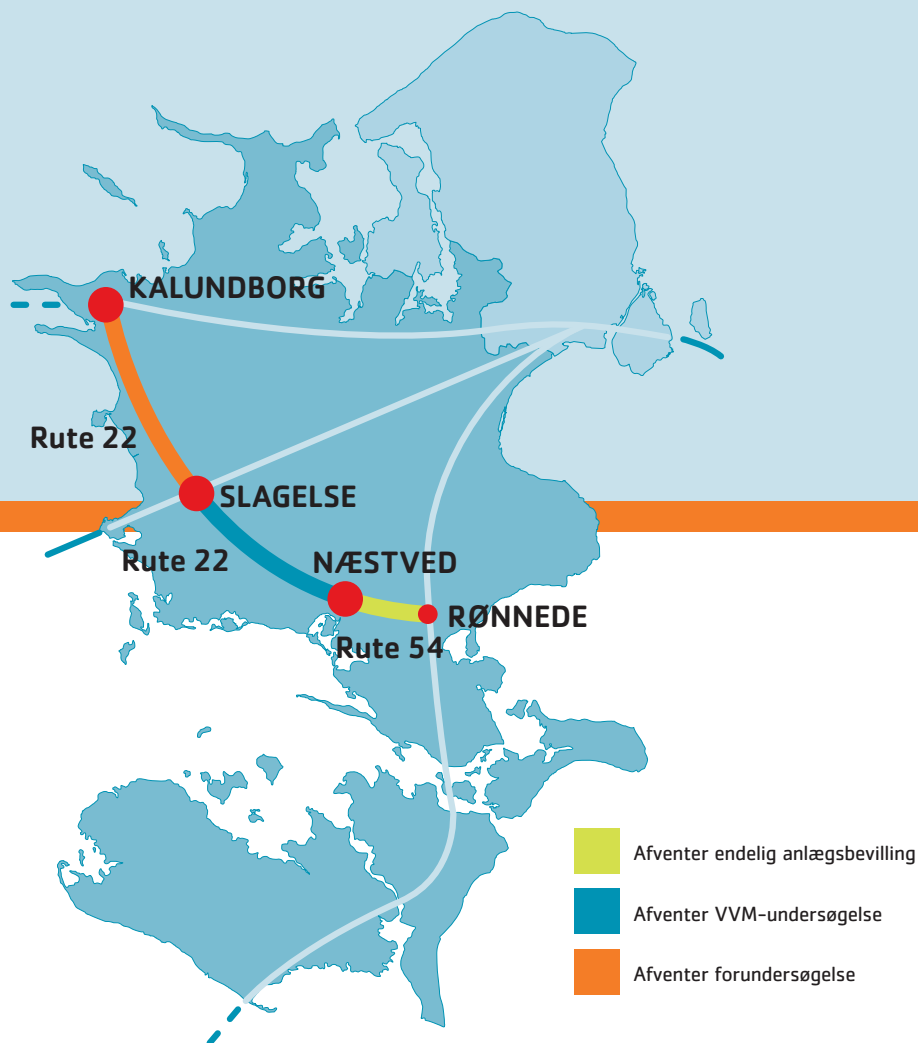 KALUNDBORG
Rute 22
SLAGELSE
Rute 22
NÆSTVED
RØNNEDE
Rute 54
Afventer endelig anlægsbevilling
Afventer VVM-undersøgelse
Afventer forundersøgelse